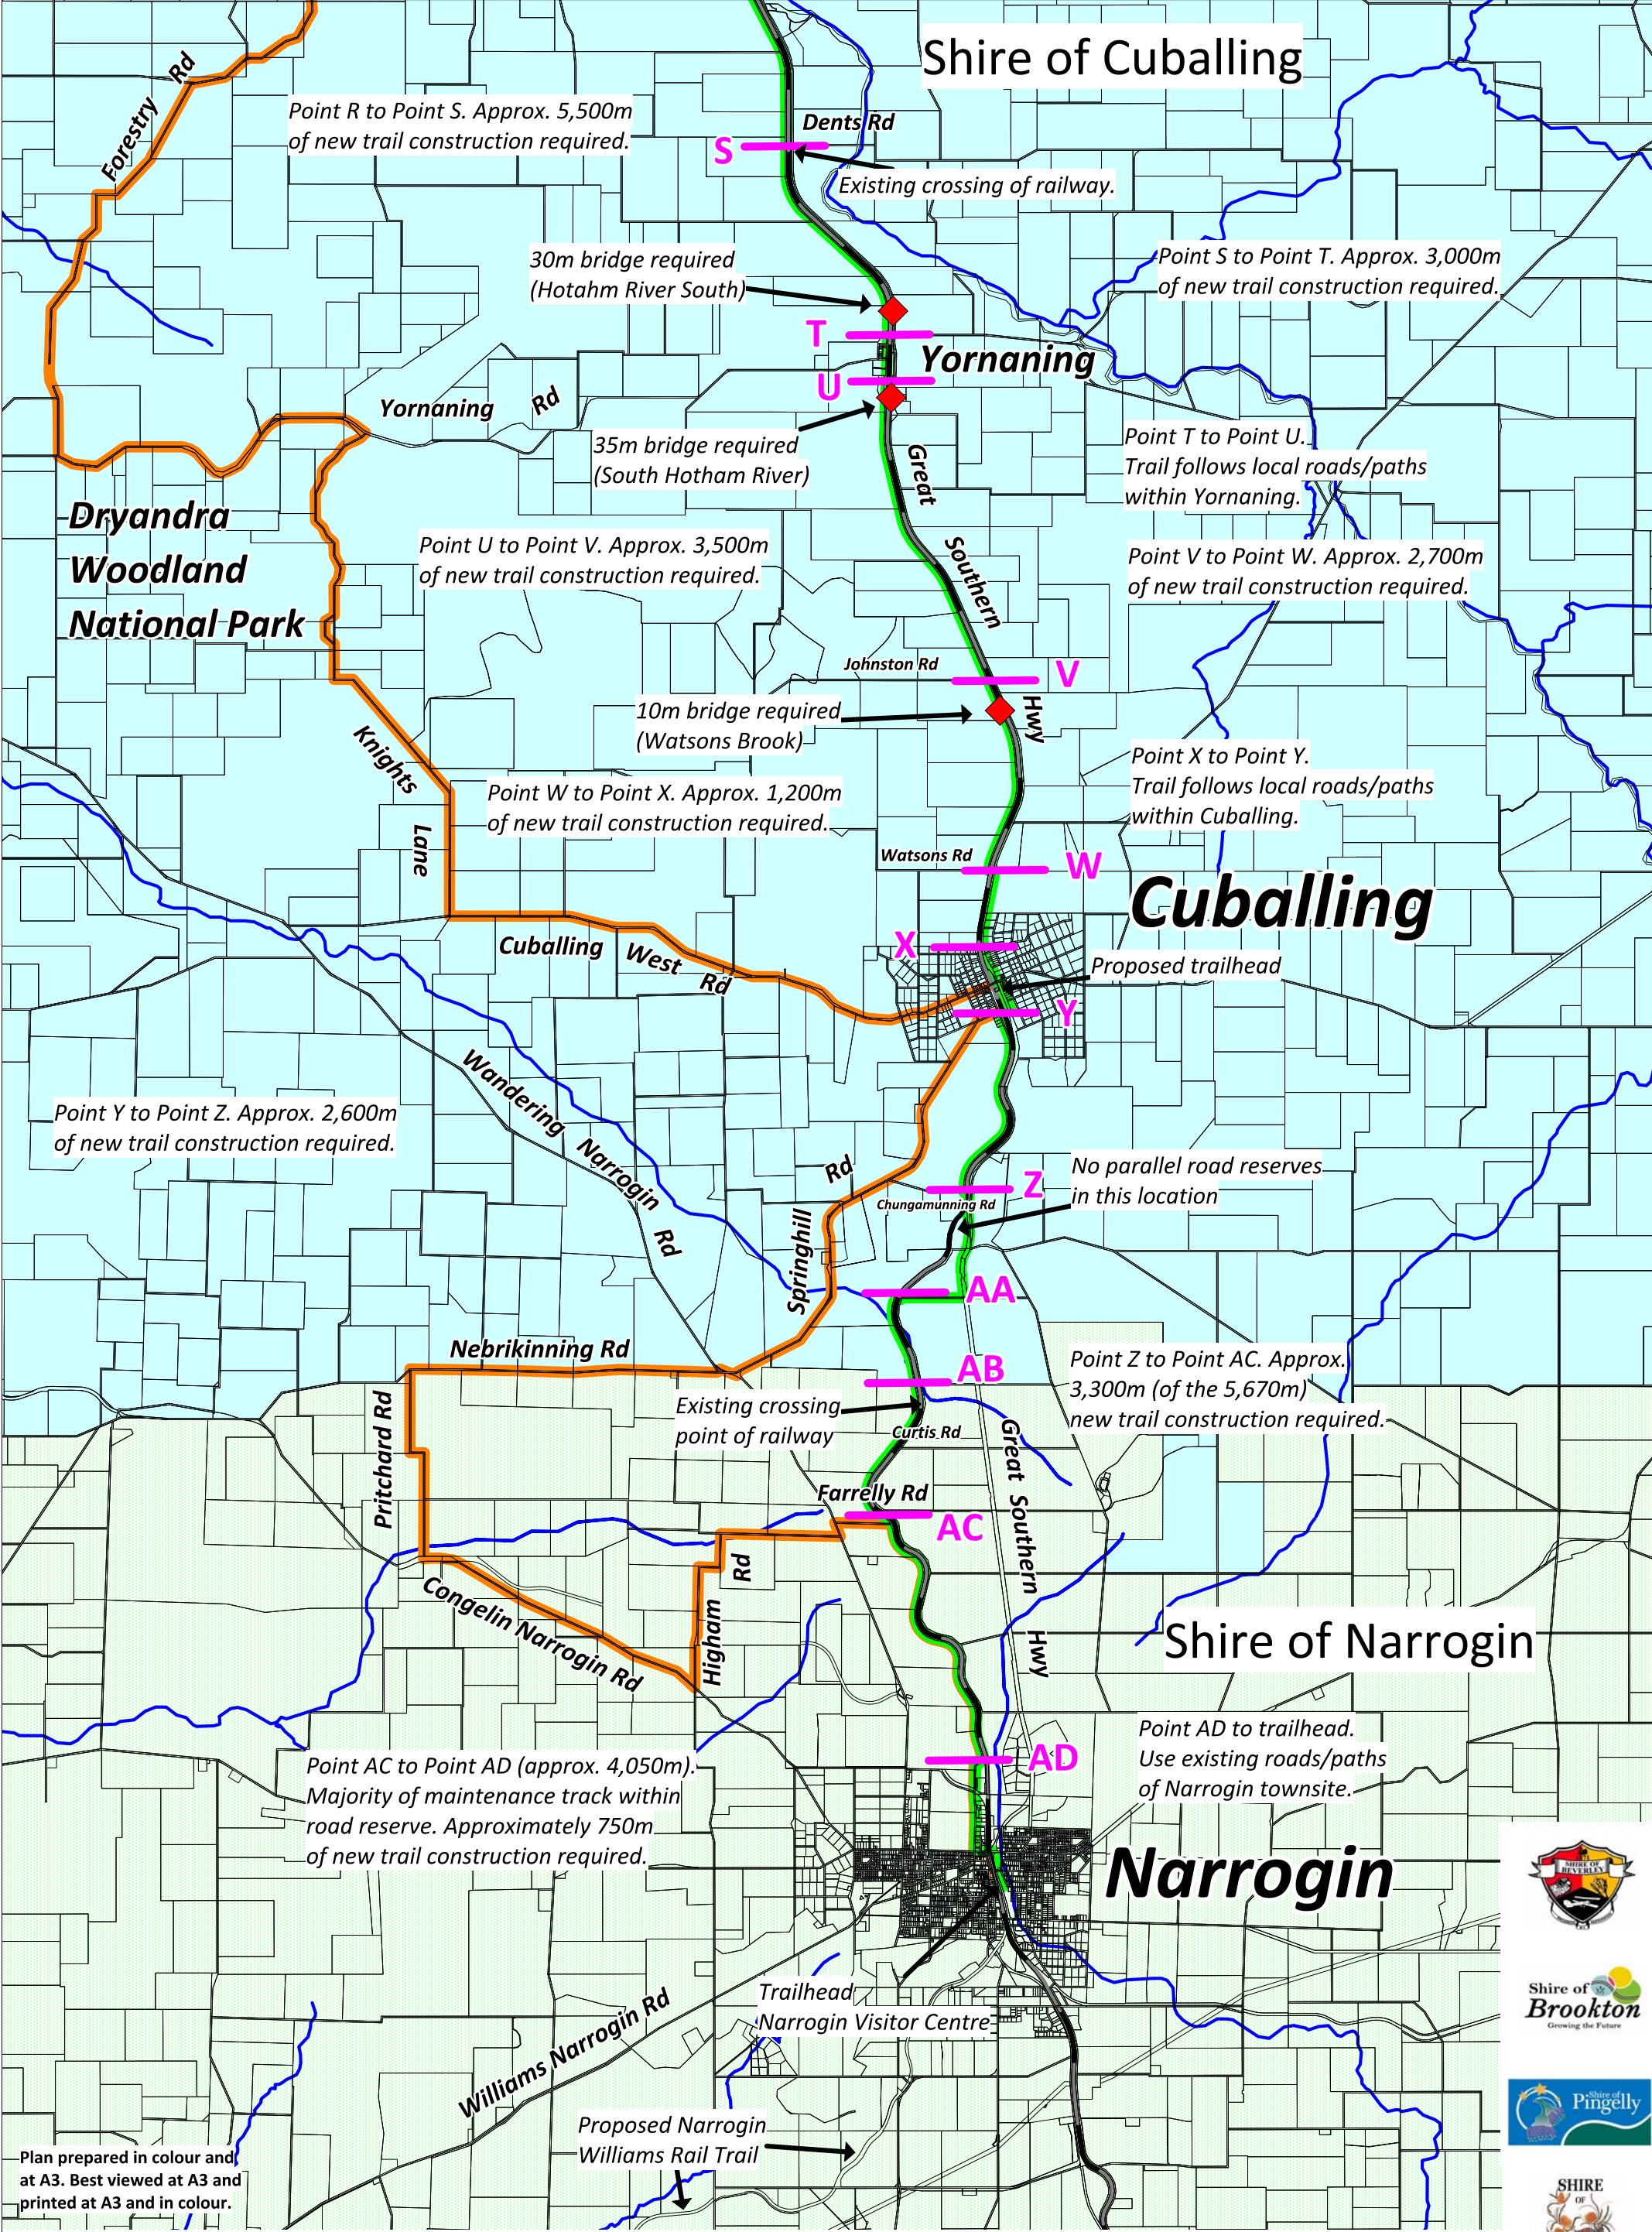 Shire of Cuballing
Forestry Rd
Point R to Point S. Approx. 5,500m
of new trail construction required.
Dents Rd
S
Existing crossing of railway.
30m bridge required
(Hotahm River South)
Point S to Point T. Approx. 3,000m
of new trail construction required.
T
Yornaning
U
Yornaning Rd
35m bridge required
(South Hotham River)
Great Southern Hwy
Point T to Point U.
Trail follows local roads/paths
within Yornaning.
Dryandra
Woodland
National Park
Point U to Point V. Approx. 3,500m
of new trail construction required.
Point V to Point W. Approx. 2,700m
of new trail construction required.
Johnston Rd
V
10m bridge required
(Watsons Brook)
Knights Lane
Point X to Point Y.
Trail follows local roads/paths
within Cuballing.
Point W to Point X. Approx. 1,200m
of new trail construction required.
Watsons Rd
W
Cuballing
X
Cuballing West Rd
Proposed trailhead
Y
Wandering Narrogin Rd
Point Y to Point Z. Approx. 2,600m
of new trail construction required.
Springhill Rd
No parallel road reserves
in this location
Z
Chungamunning Rd
AA
Nebrikinning Rd
AB
Point Z to Point AC. Approx.
3,300m (of the 5,670m)
new trail construction required.
Pritchard Rd
Existing crossing
point of railway
Curtis Rd
Great Southern Hwy
Farrelly Rd
AC
Congelin Narrogin Rd
Higham Rd
Shire of Narrogin
Point AD to trailhead.
Use existing roads/paths
of Narrogin townsite.
AD
Point AC to Point AD (approx. 4,050m).
Majority of maintenance track within
road reserve. Approximately 750m
of new trail construction required.
Narrogin
SHIRE OF
BEVERLEY
Trailhead
Narrogin Visitor Centre
Shire of
Brookton
Growing the Future
Williams Narrogin Rd
Shire of
Pingelly
Proposed Narrogin
Williams Rail Trail
Plan prepared in colour and
at A3. Best viewed at A3 and
printed at A3 and in colour.
SHIRE
OF